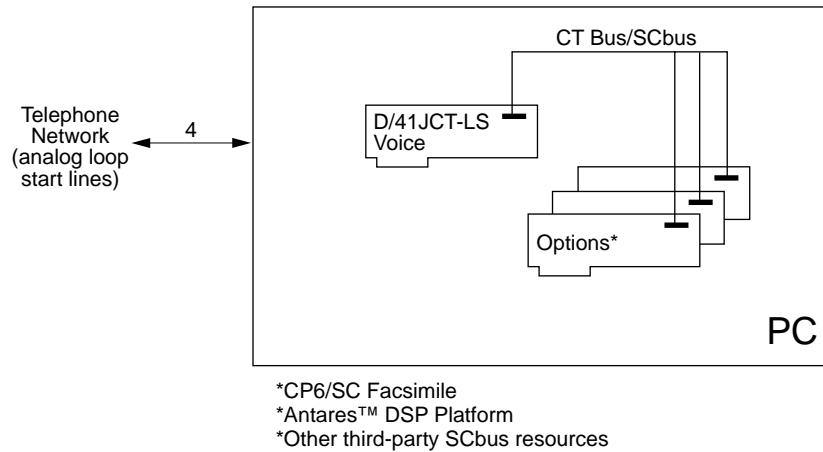 CT Bus/SCbus
Telephone
Network
(analog loop
start lines)
4
D/41JCT-LS
Voice
Options*
PC
*CP6/SC Facsimile
*Antares™ DSP Platform
*Other third-party SCbus resources